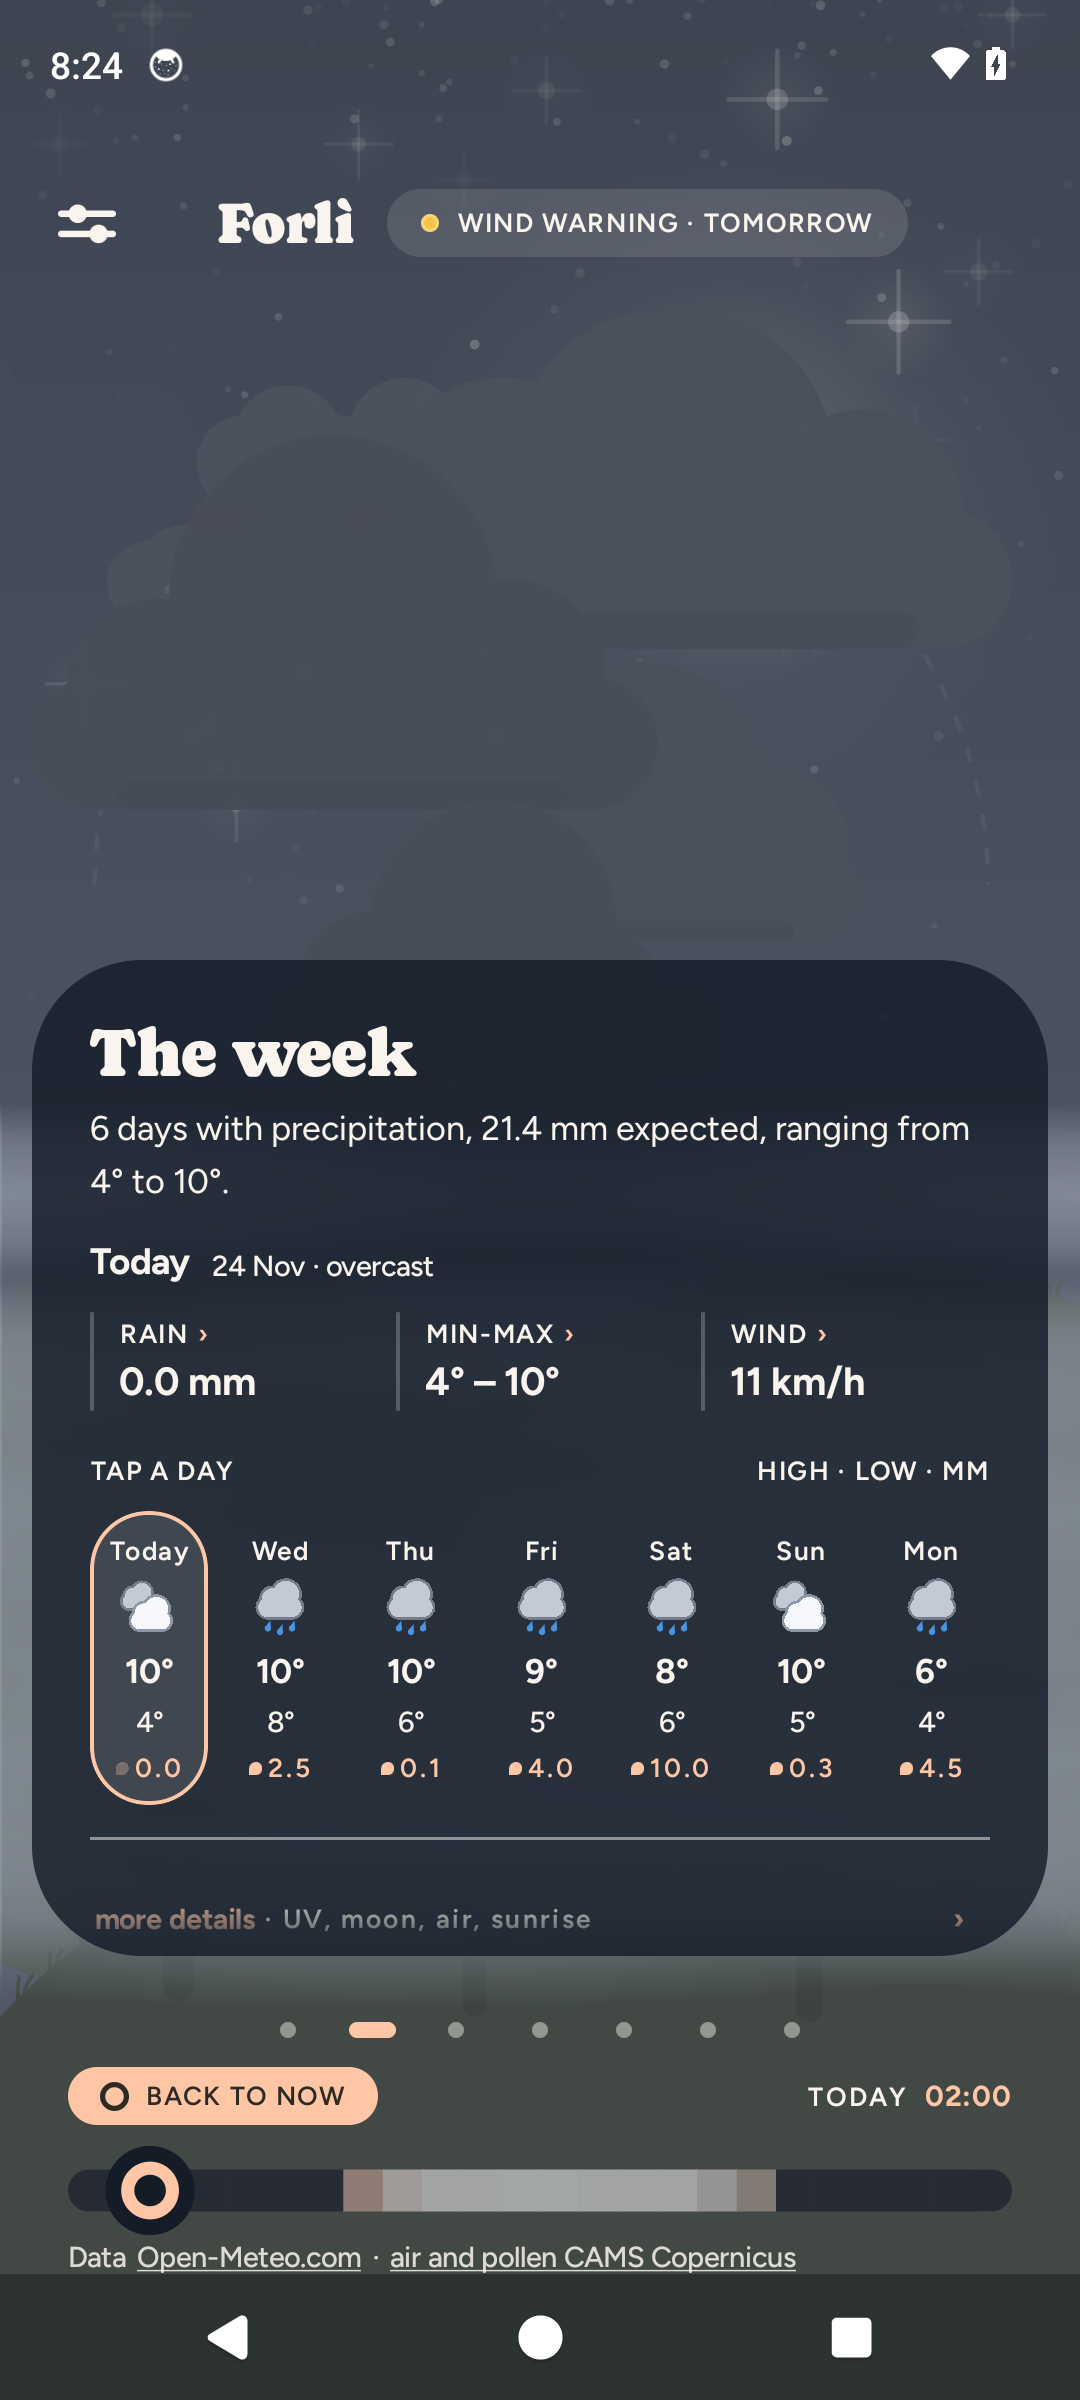 8:24
Forlì
WIND WARNING · TOMORROW
The week
6 days with precipitation, 21.4 mm expected, ranging from
4° to 10°.
Today 24 Nov · overcast
RAIN › MIN-MAX › WIND ›
0.0 mm 4° – 10° 11 km/h
TAP A DAY HIGH · LOW · MM
Today Wed Thu Fri Sat Sun Mon
10° 10° 10° 9° 8° 10° 6°
4° 8° 6° 5° 6° 5° 4°
0.0 2.5 0.1 4.0 10.0 0.3 4.5
more details · UV, moon, air, sunrise ›
BACK TO NOW TODAY 02:00
Data Open-Meteo.com · air and pollen CAMS Copernicus